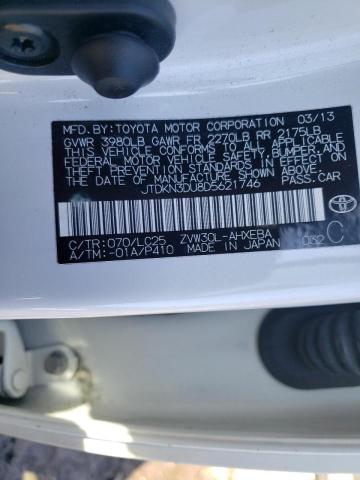 MFD. BY: TOYOTA MOTOR CORPORATION 03/13
GVWR 3980LB GAWR FR 2270LB RR 2175LB
THIS VEHICLE CONFORMS TO ALL APPLICABLE
FEDERAL MOTOR VEHICLE SAFETY, BUMPER, AND
THEFT PREVENTION STANDARDS IN EFFECT ON
THE DATE OF MANUFACTURE SHOWN ABOVE.
JTDKN3DU8D5621746 PASS.CAR
C/TR: 070/LC25 ZVW30L-AHXEBA
A/TM: -01A/P410 MADE IN JAPAN 032 C
TOYOTA